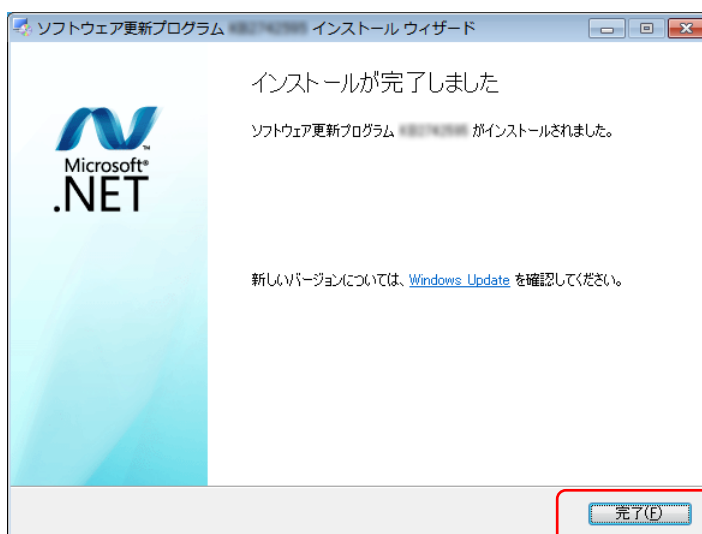 ソフトウェア更新プログラム インストール ウィザード
インストールが完了しました
ソフトウェア更新プログラム がインストールされました。
Microsoft®
.NET
新しいバージョンについては、Windows Update を確認してください。
完了(F)